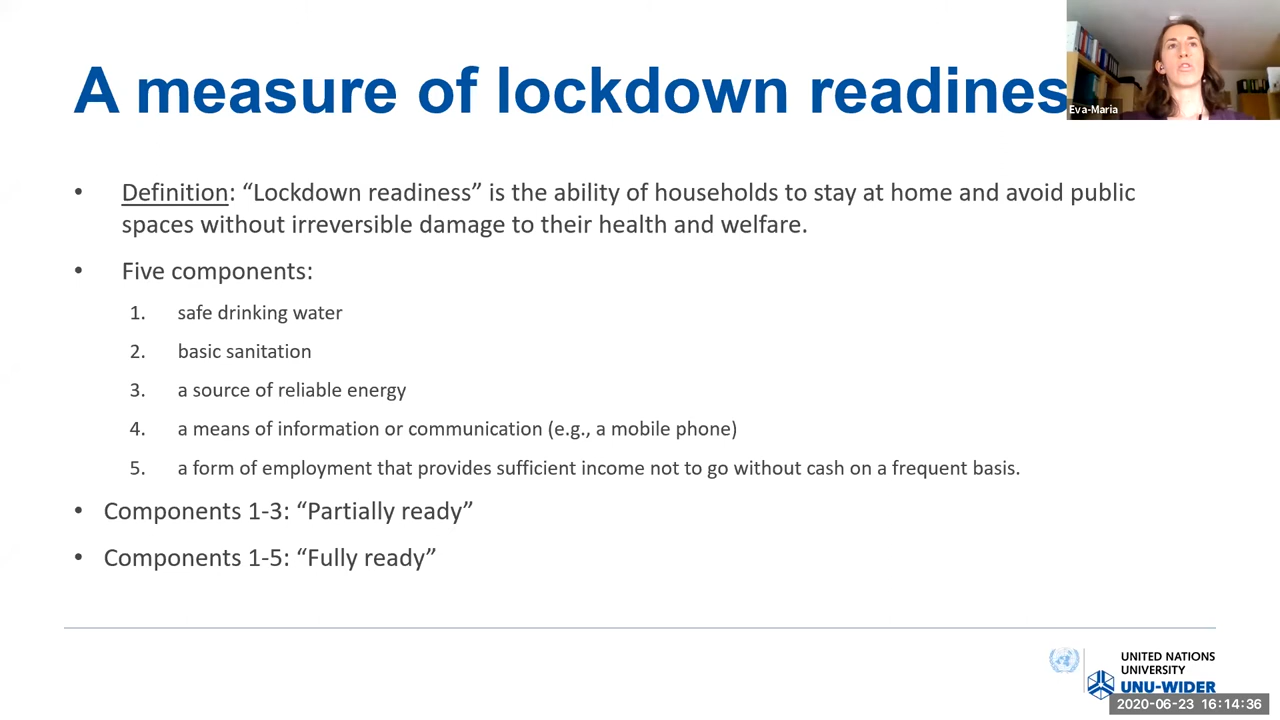 A measure of lockdown readines
Eva-Maria
• Definition: “Lockdown readiness” is the ability of households to stay at home and avoid public
spaces without irreversible damage to their health and welfare.
• Five components:
1. safe drinking water
2. basic sanitation
3. a source of reliable energy
4. a means of information or communication (e.g., a mobile phone)
5. a form of employment that provides sufficient income not to go without cash on a frequent basis.
• Components 1-3: “Partially ready”
• Components 1-5: “Fully ready”
UNITED NATIONS
UNIVERSITY
UNU-WIDER
2020-06-23 16:14:36